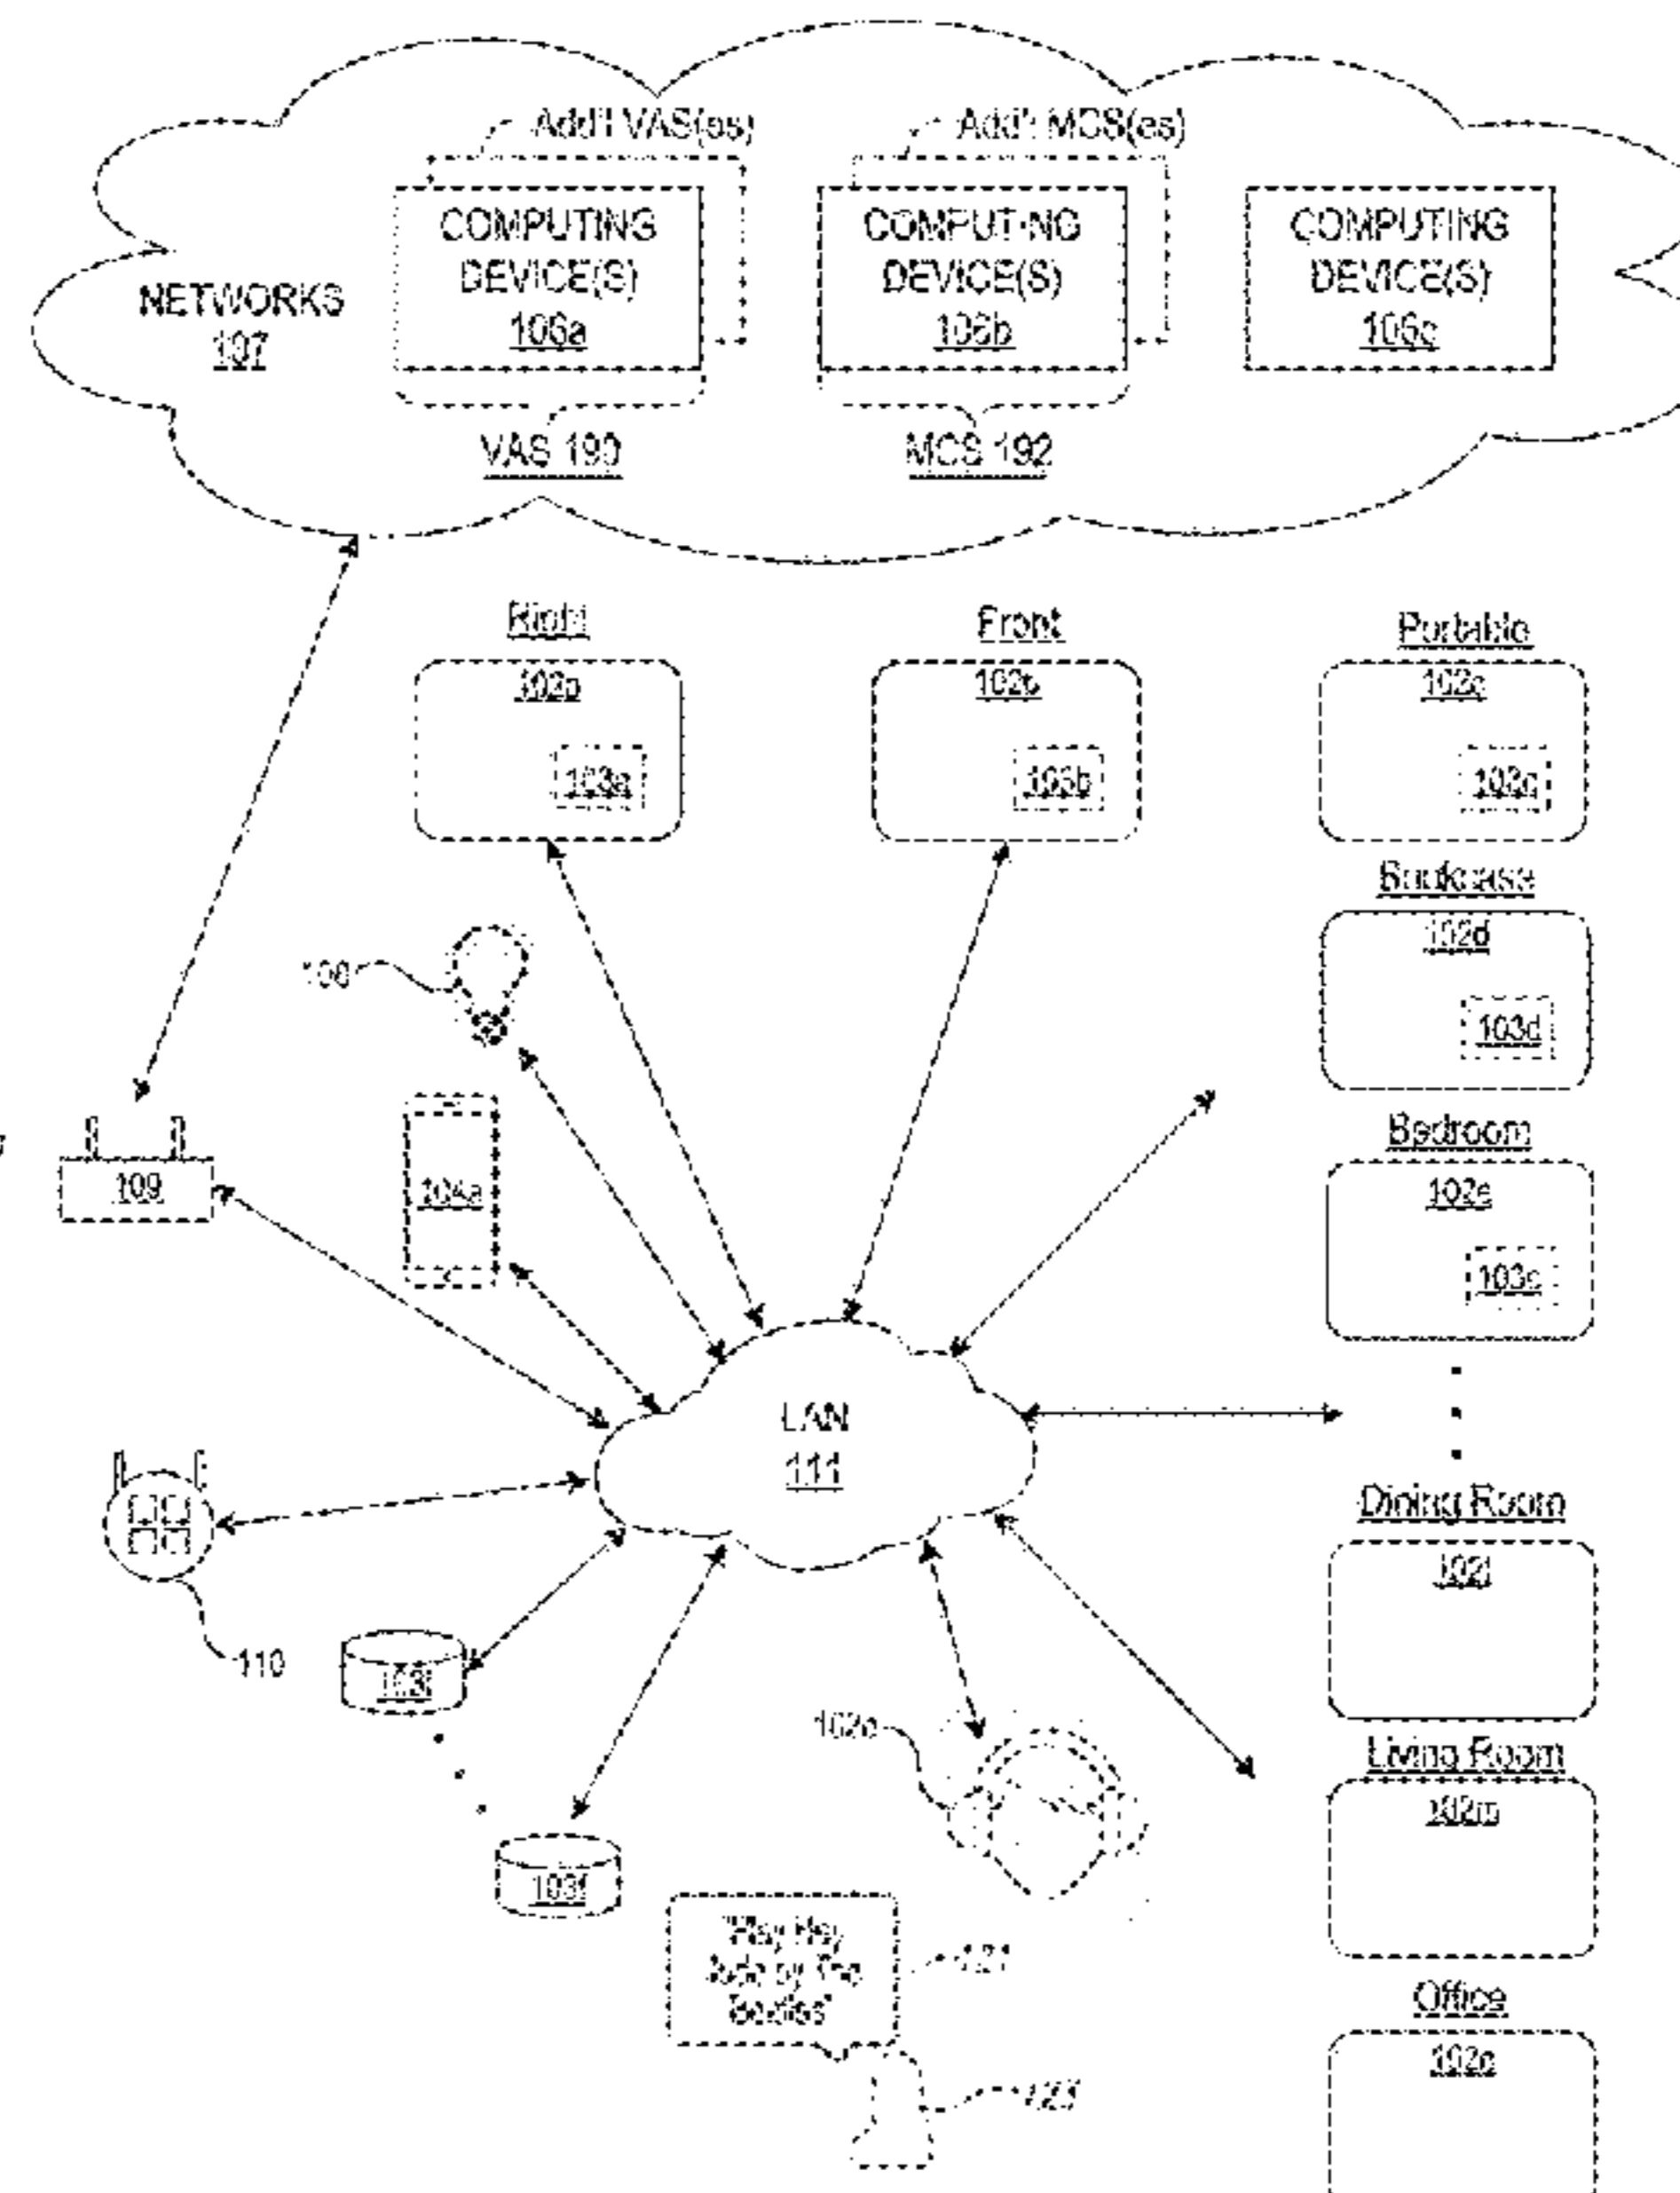 Add'l VAS(es)
Add'l MCS(es)
COMPUTING
DEVICE(S)
106a
COMPUTING
DEVICE(S)
106b
COMPUTING
DEVICE(S)
106c
NETWORKS
107
VAS 190
MCS 192
Right
102a
103a
Front
102b
103b
Portable
102c
103c
Bookcase
102d
103d
Bedroom
102e
109
104a
LAN
111
110
Dining Room
Living Room
Office
102o
103f
"Play Hey
Jude by The
Beatles"